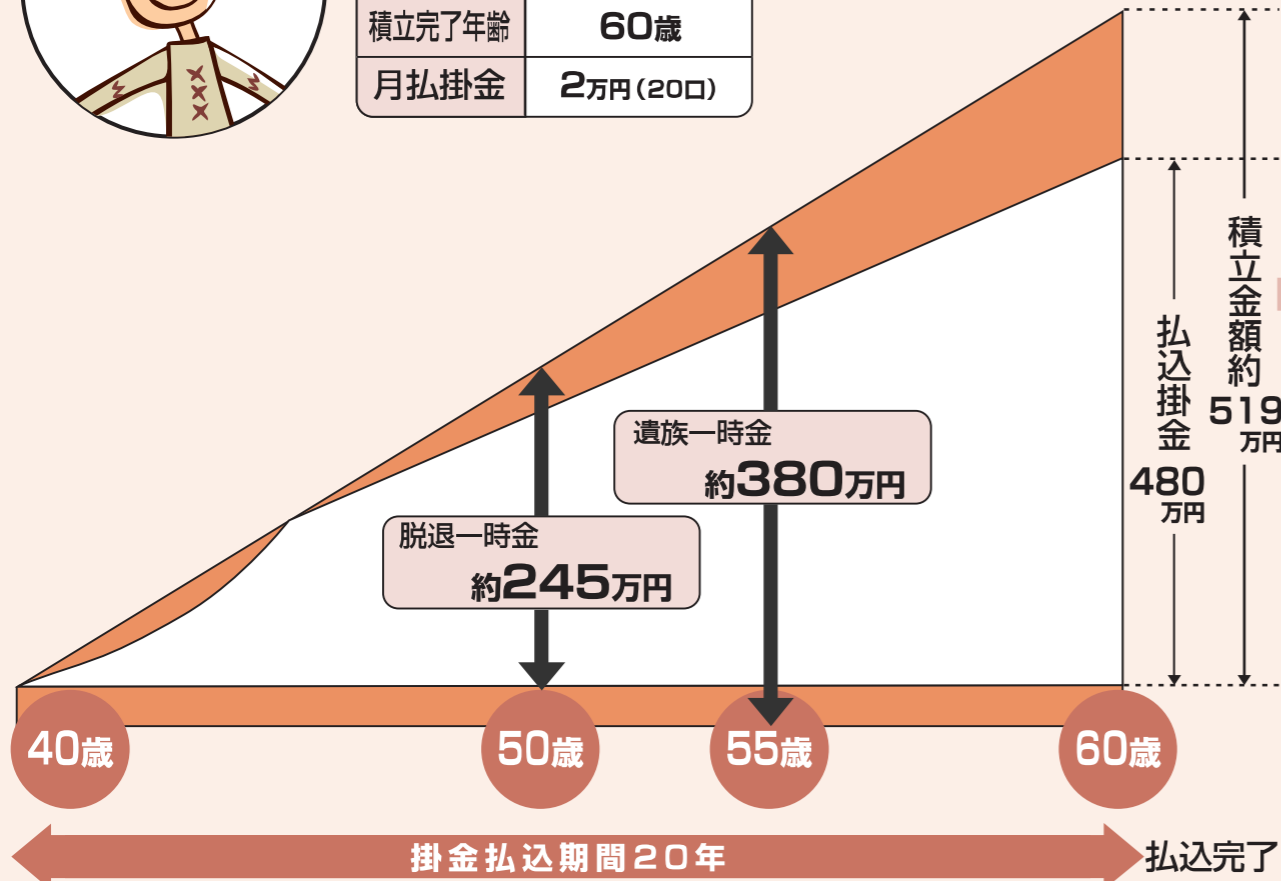 積立完了年齢 60歳
月払掛金 2万円(20口)
積立金額約
519
万円
払込掛金
480
万円
遺族一時金
約380万円
脱退一時金
約245万円
40歳 50歳 55歳 60歳
掛金払込期間20年 払込完了